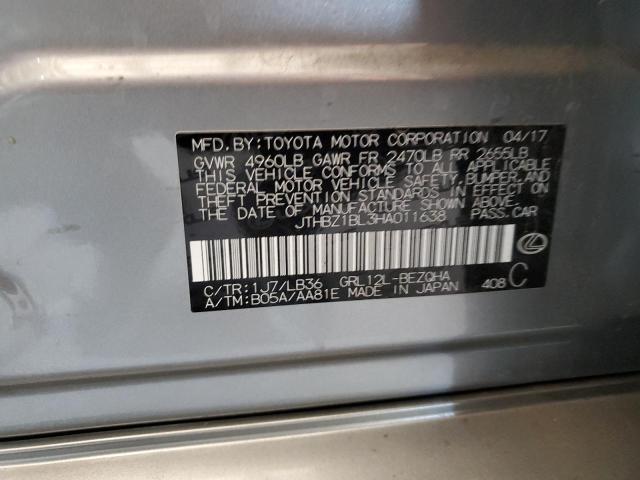 MFD. BY: TOYOTA MOTOR CORPORATION 04/17
GVWR 4960LB GAWR FR 2470LB RR 2655LB
THIS VEHICLE CONFORMS TO ALL APPLICABLE
FEDERAL MOTOR VEHICLE SAFETY, BUMPER, AND
THEFT PREVENTION STANDARDS IN EFFECT ON
THE DATE OF MANUFACTURE SHOWN ABOVE.
JTHBZ1BL3HA011638 PASS.CAR
C/TR: 1J7/LB36 GRL12L-BEZQHA
A/TM: B05A/AA81E MADE IN JAPAN 408 C